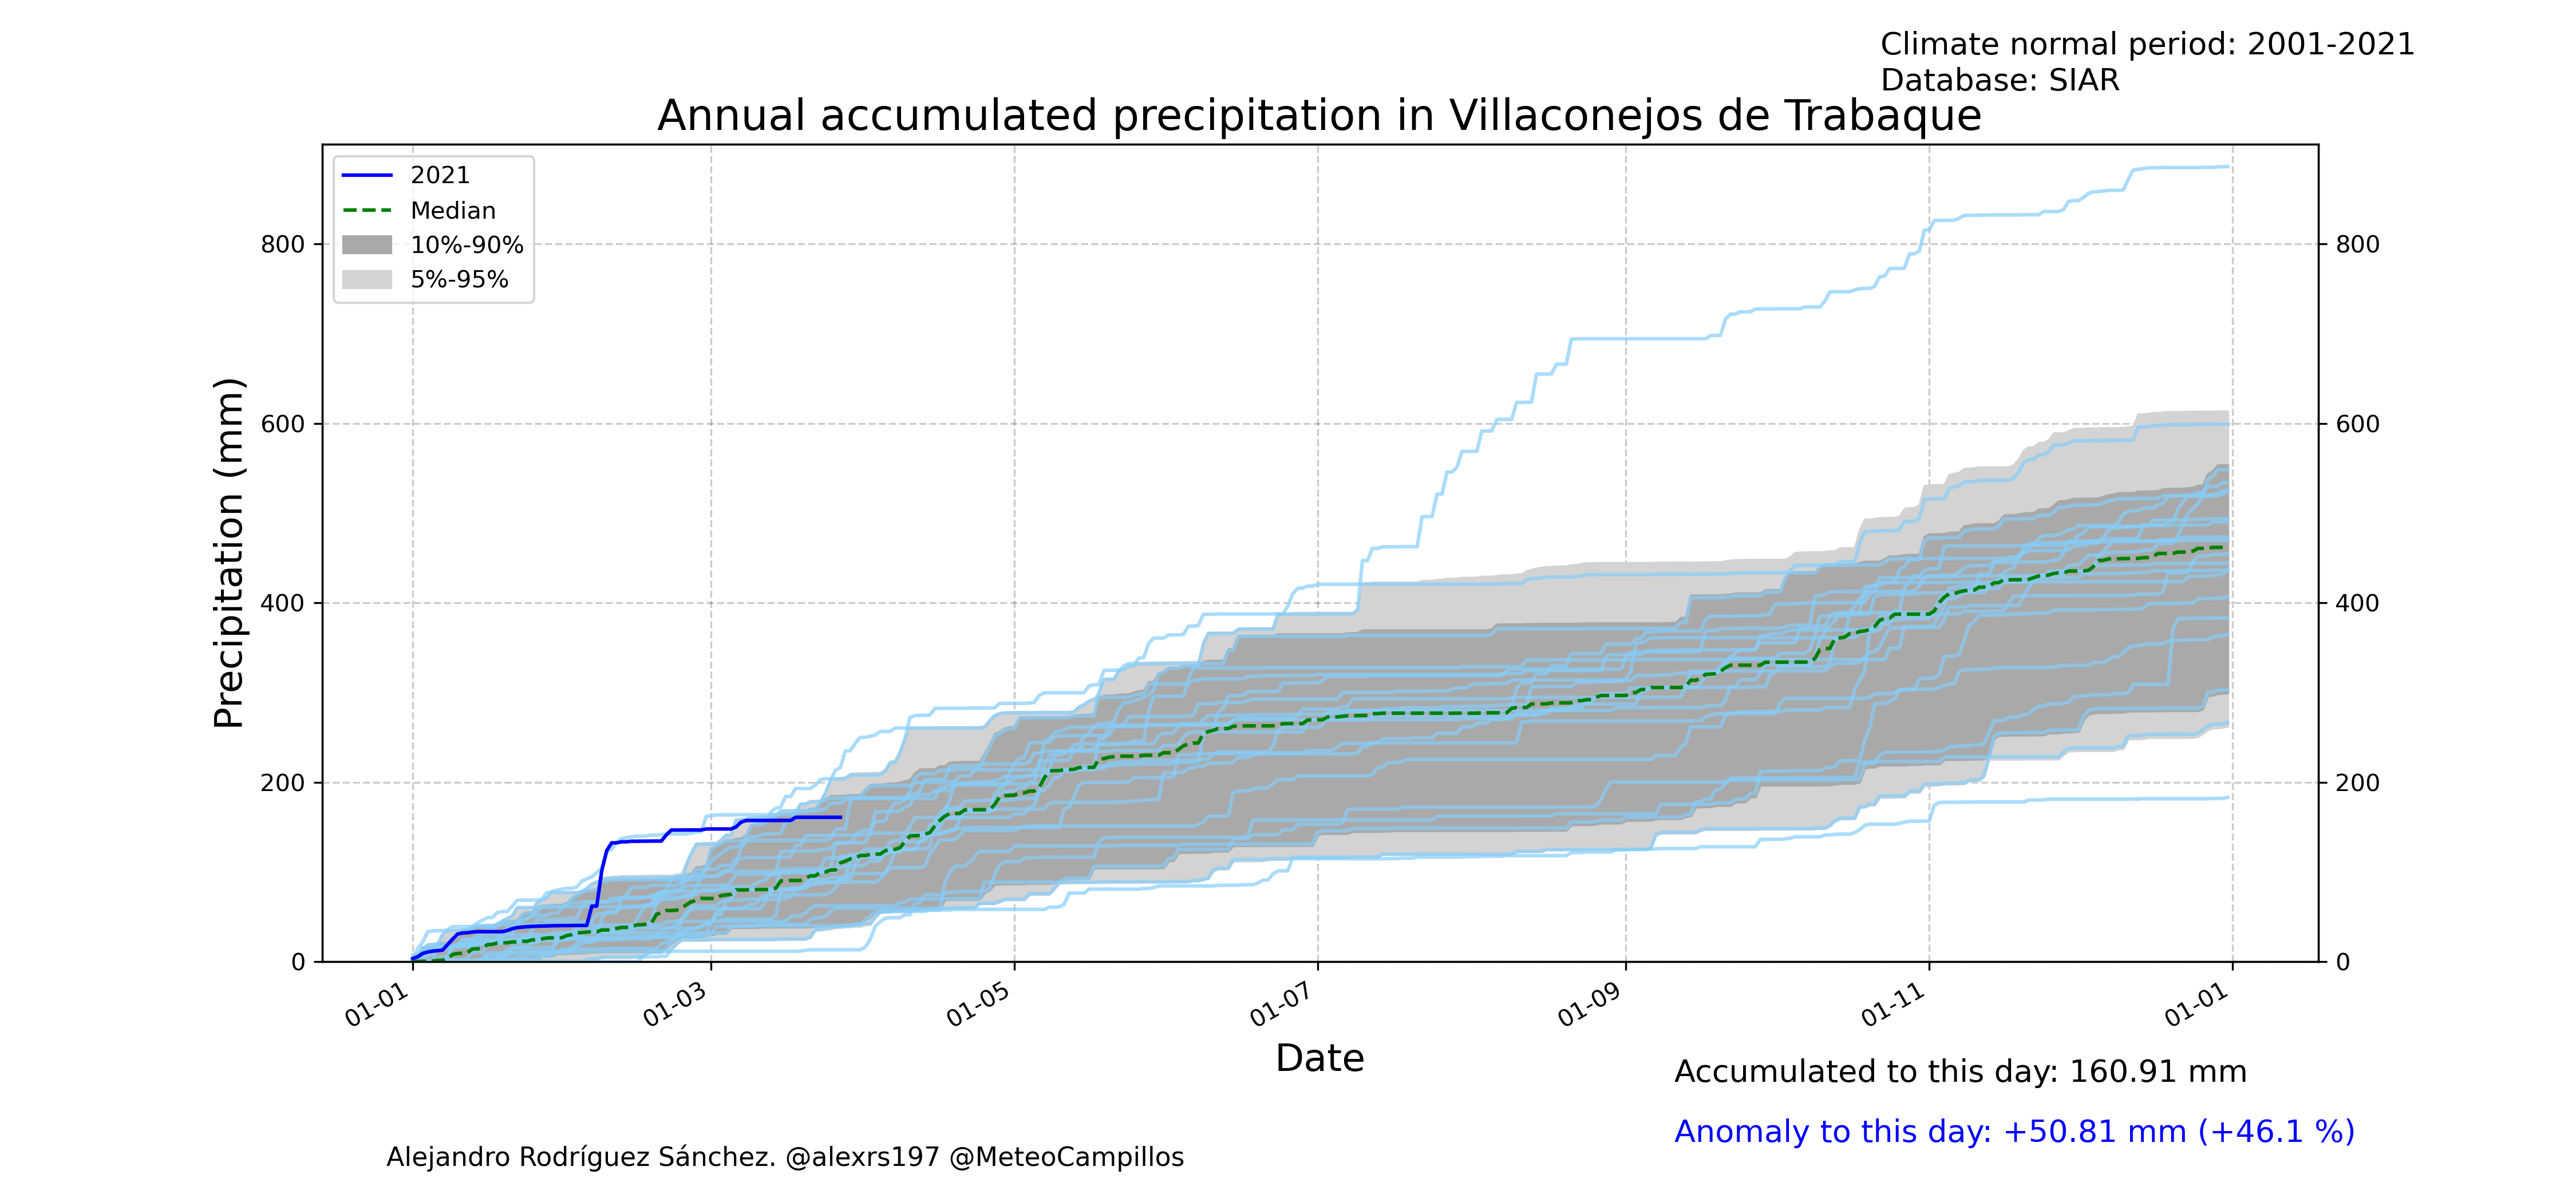 Climate normal period: 2001-2021
Database: SIAR
Annual accumulated precipitation in Villaconejos de Trabaque
2021
Median
10%-90%
5%-95%
Precipitation (mm)
800
600
400
200
0
800
600
400
200
0
01-01
01-03
01-05
01-07
01-09
01-11
01-01
Date
Accumulated to this day: 160.91 mm
Anomaly to this day: +50.81 mm (+46.1 %)
Alejandro Rodríguez Sánchez. @alexrs197 @MeteoCampillos